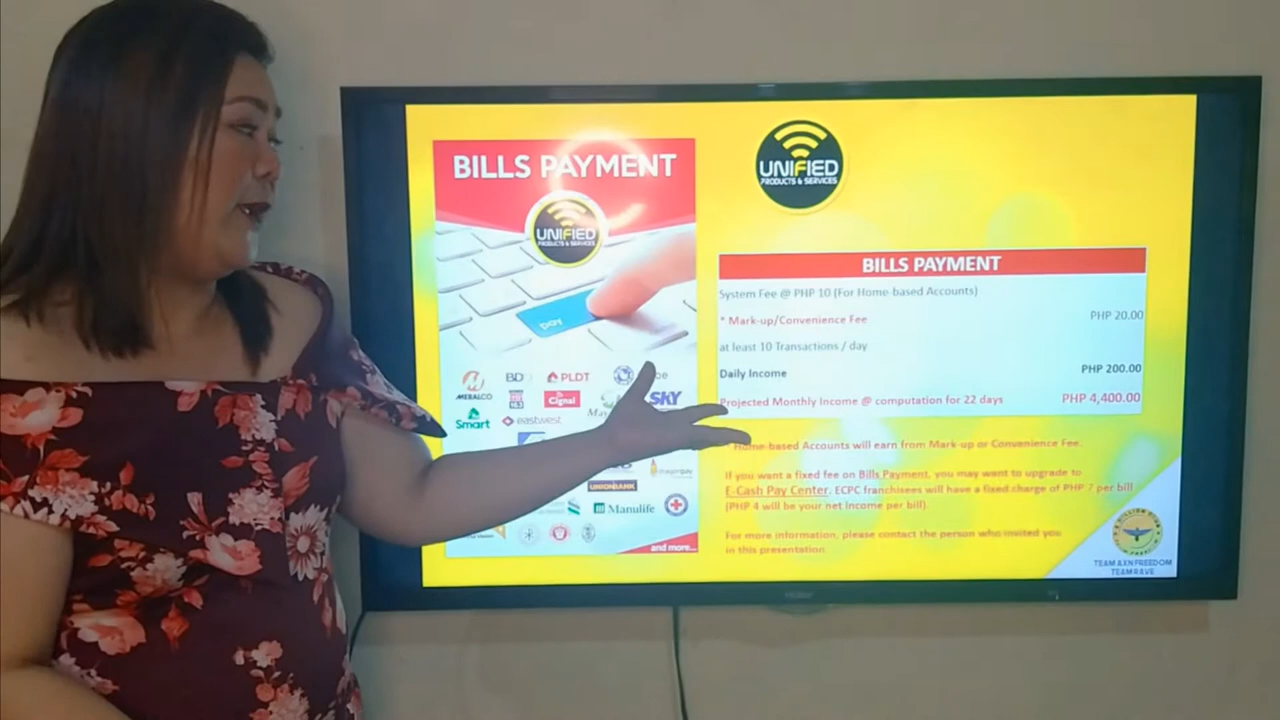 BILLS PAYMENT
UNIFIED
PRODUCTS & SERVICES
pay
MERALCO
BDO
PLDT
Cignal
SKY
Smart
eastwest
UNIONBANK
Manulife
and more...
UNIFIED
PRODUCTS & SERVICES
BILLS PAYMENT
System Fee @ PHP 10 (For Home-based Accounts)
* Mark-up/Convenience Fee PHP 20.00
at least 10 Transactions / day
Daily Income PHP 200.00
Projected Monthly Income @ computation for 22 days PHP 4,400.00
Home-based Accounts will earn from Mark-up or Convenience Fee.
If you want a fixed fee on Bills Payment, you may want to upgrade to
E-Cash Pay Center. ECPC franchisees will have a fixed charge of PHP 7 per bill
(PHP 4 will be your net Income per bill)
For more information, please contact the person who invited you
in this presentation
TEAM AXN FREEDOM
TEAM RAVE
Haier